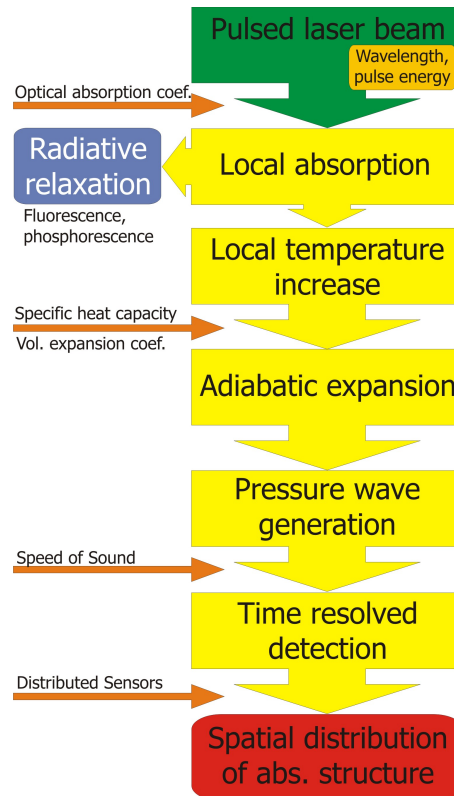 Pulsed laser beam
Wavelength,
pulse energy
Optical absorption coef.
Radiative
relaxation
Local absorption
Fluorescence,
phosphorescence
Local temperature
increase
Specific heat capacity
Vol. expansion coef.
Adiabatic expansion
Pressure wave
generation
Speed of Sound
Time resolved
detection
Distributed Sensors
Spatial distribution
of abs. structure